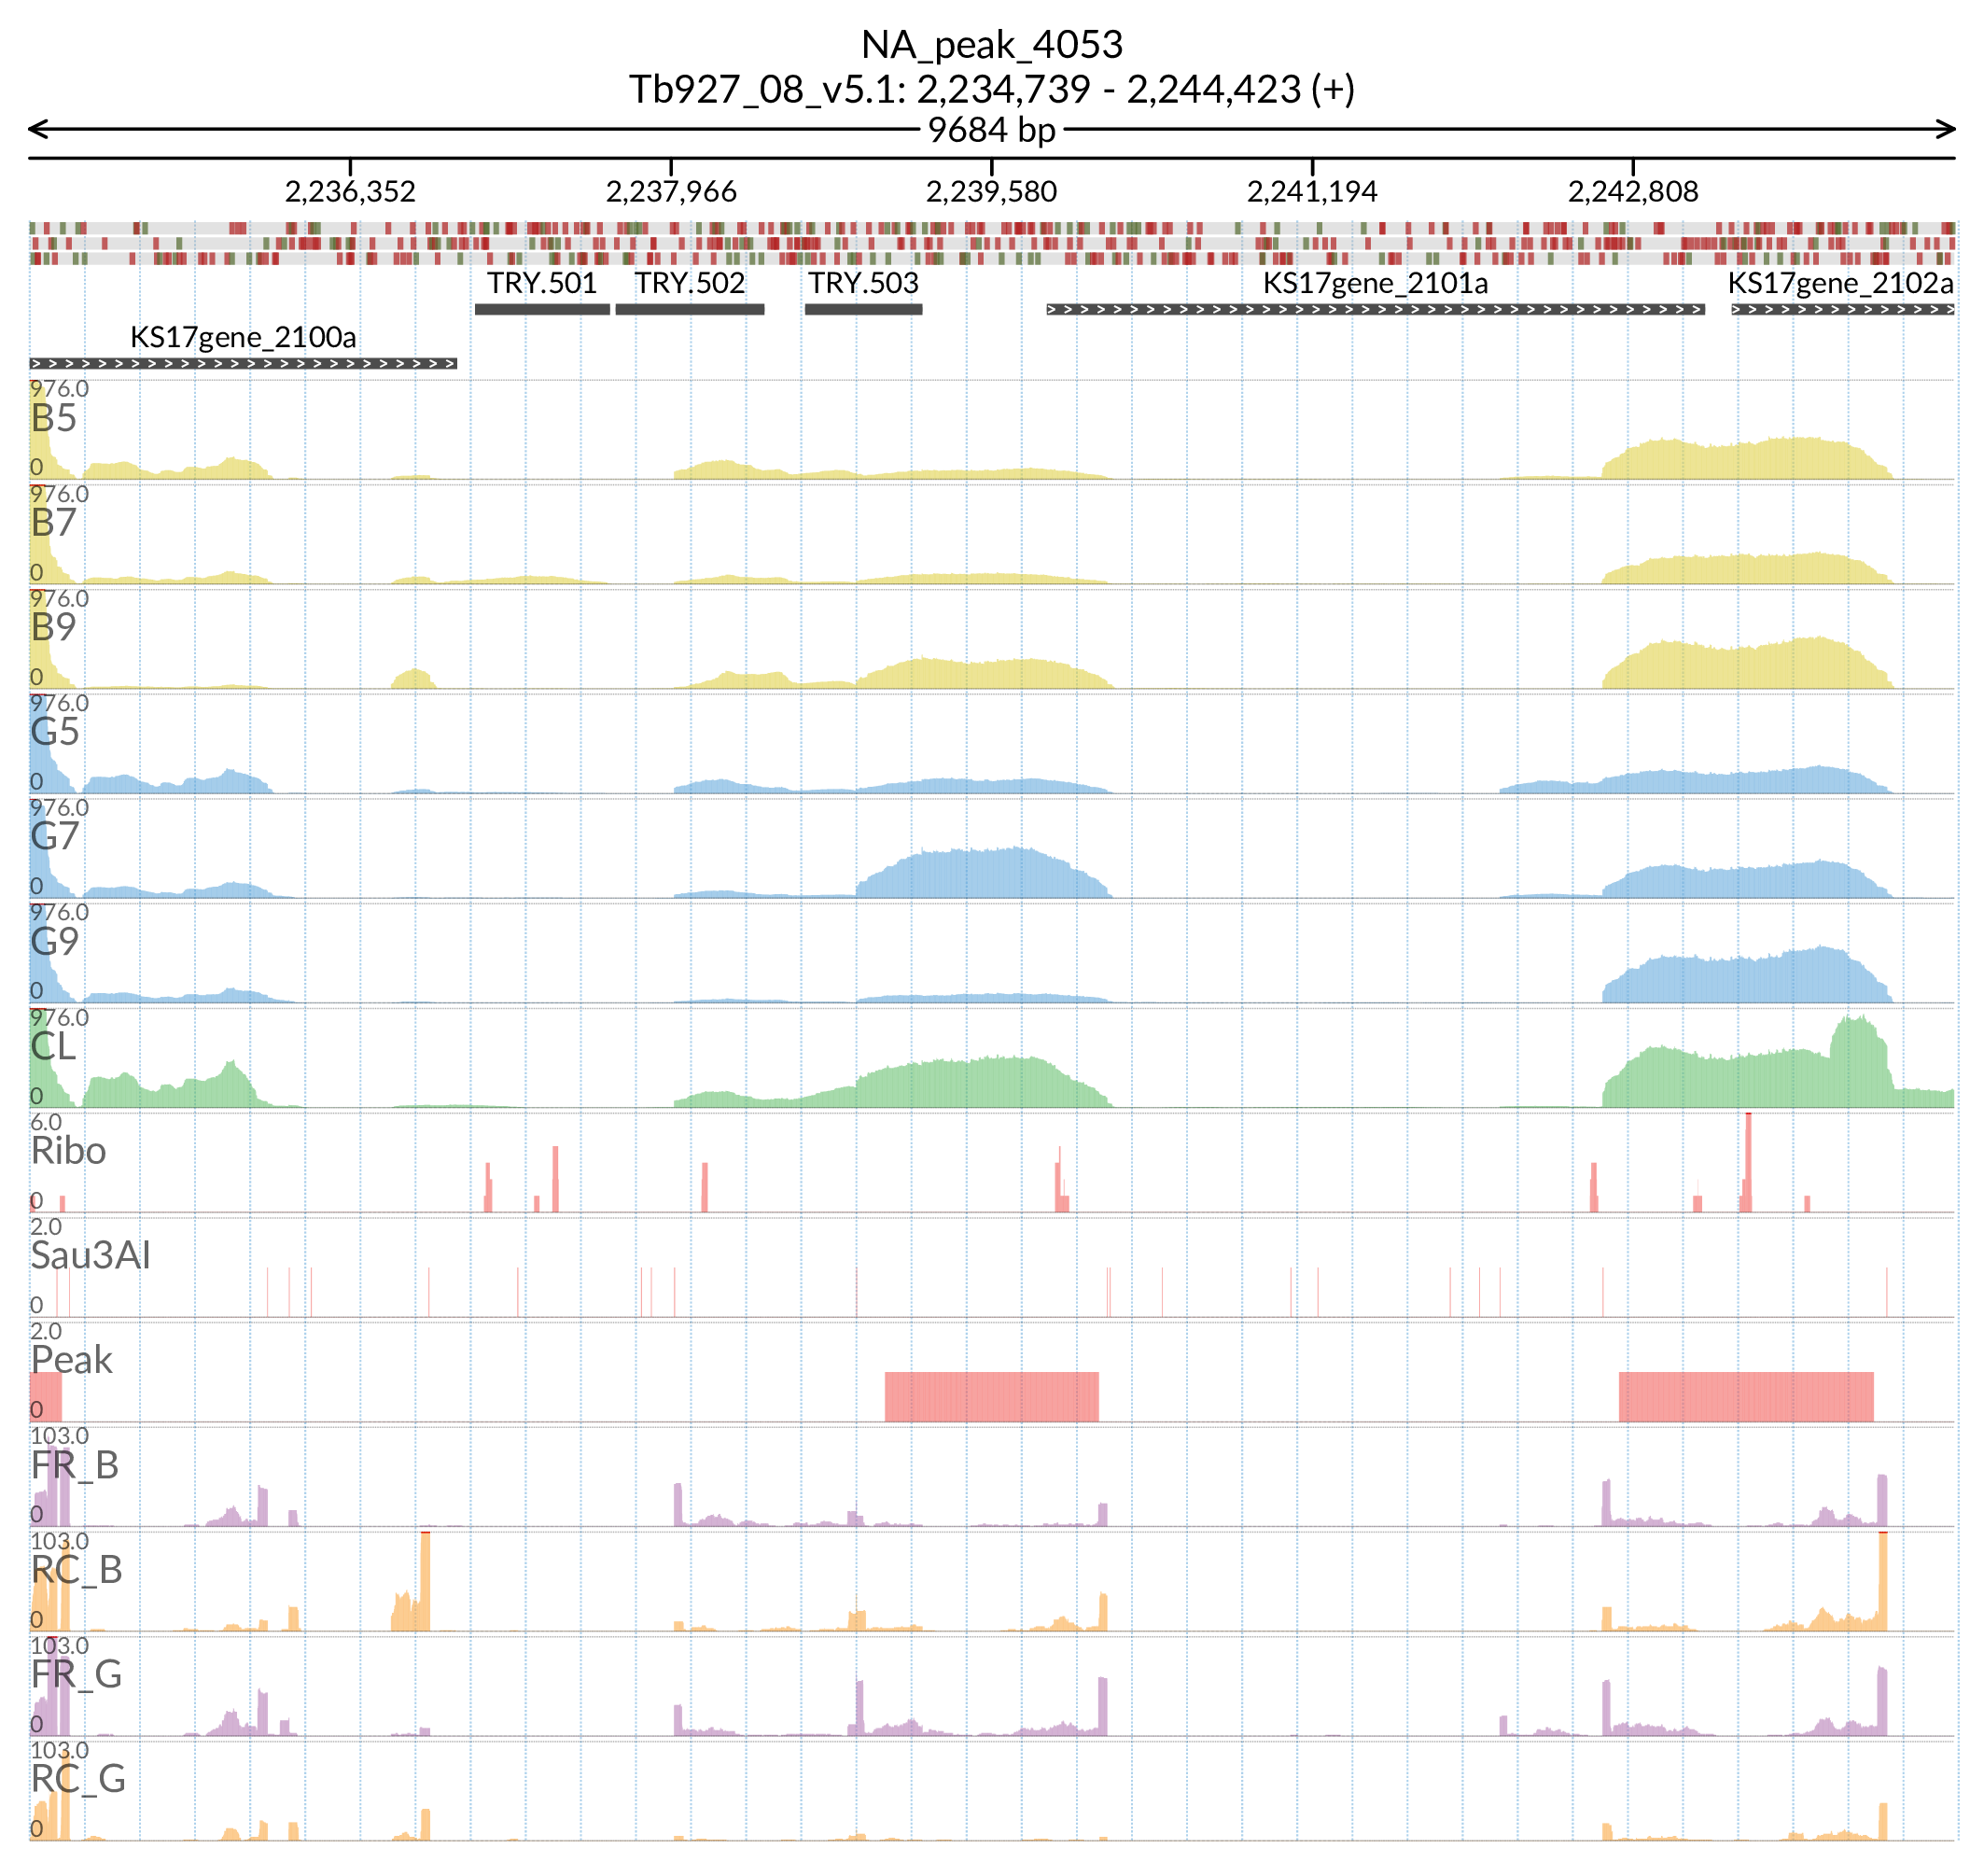 NA_peak_4053
Tb927_08_v5.1: 2,234,739 - 2,244,423 (+)
9684 bp
2,236,352 2,237,966 2,239,580 2,241,194 2,242,808
TRY.501 TRY.502 TRY.503 KS17gene_2101a KS17gene_2102a
KS17gene_2100a
976.0
B5
0
976.0
B7
0
976.0
B9
0
976.0
G5
0
976.0
G7
0
976.0
G9
0
976.0
CL
0
6.0
Ribo
0
2.0
Sau3AI
0
2.0
Peak
0
103.0
FR_B
0
103.0
RC_B
0
103.0
FR_G
0
103.0
RC_G
0